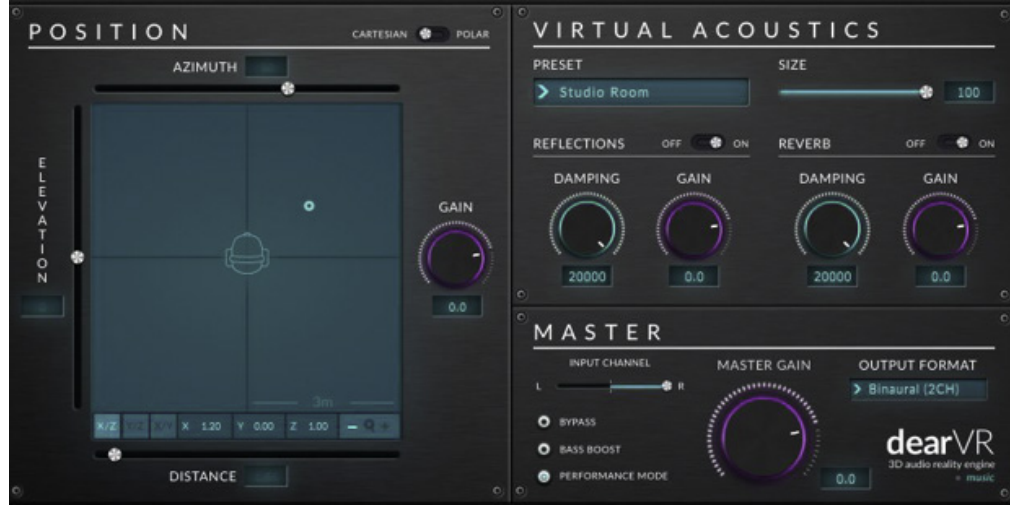 POSITION
CARTESIAN POLAR
AZIMUTH
ELEVATION
GAIN
0.0
3m
X/Z Y/Z X/Y X 1.20 Y 0.00 Z 1.00 - +
DISTANCE
VIRTUAL ACOUSTICS
PRESET
Studio Room
SIZE
100
REFLECTIONS OFF ON
DAMPING GAIN
20000 0.0
REVERB OFF ON
DAMPING GAIN
20000 0.0
MASTER
INPUT CHANNEL
L R
BYPASS
BASS BOOST
PERFORMANCE MODE
MASTER GAIN
0.0
OUTPUT FORMAT
Binaural (2CH)
dearVR
3D audio reality engine
music